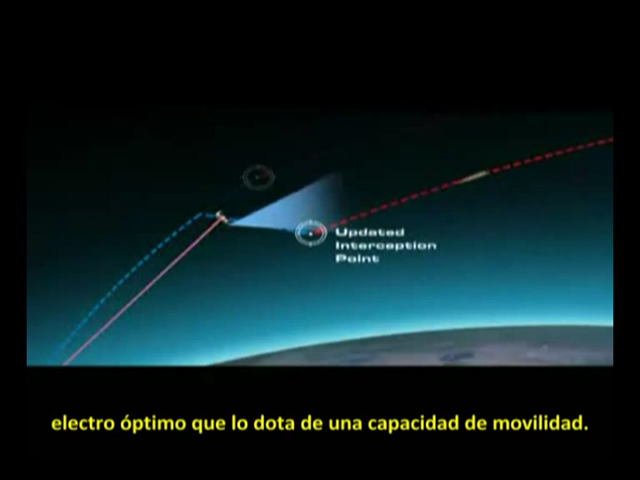 Updated
Interception
Point
electro óptimo que lo dota de una capacidad de movilidad.